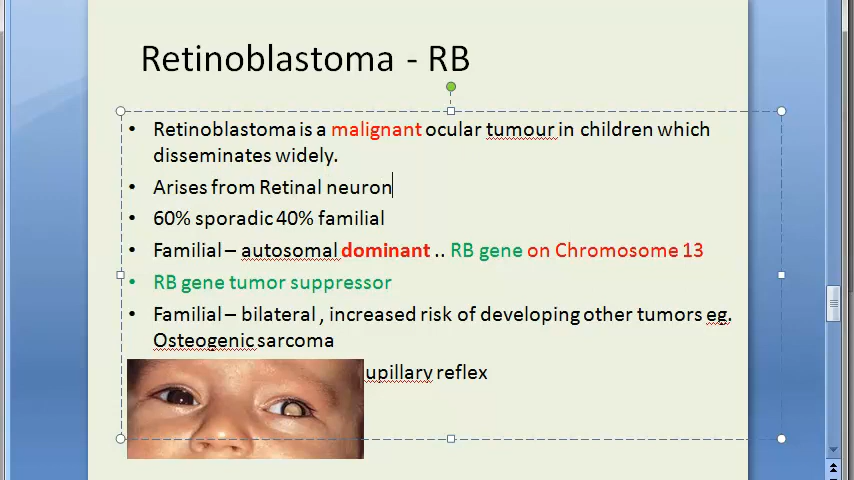 Retinoblastoma - RB
• Retinoblastoma is a malignant ocular tumour in children which
disseminates widely.
• Arises from Retinal neuron
• 60% sporadic 40% familial
• Familial – autosomal dominant .. RB gene on Chromosome 13
• RB gene tumor suppressor
• Familial – bilateral , increased risk of developing other tumors eg.
Osteogenic sarcoma
upillary reflex